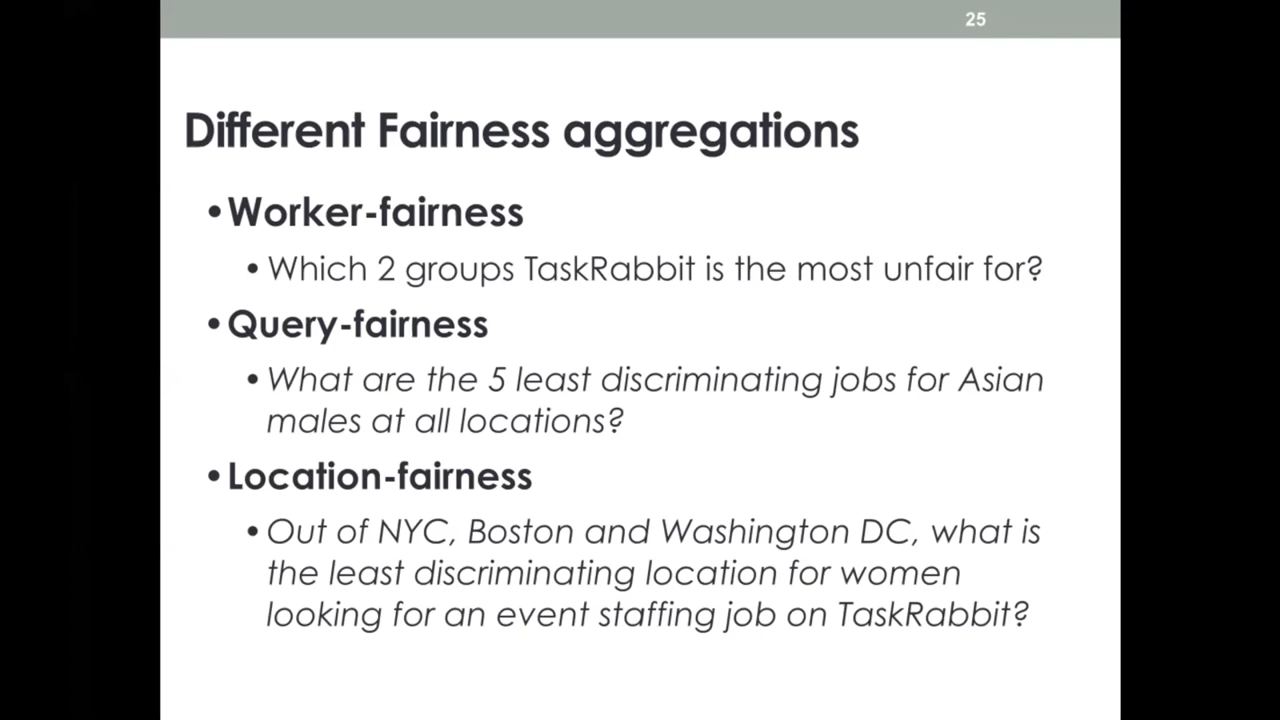 25
Different Fairness aggregations
•Worker-fairness
•Which 2 groups TaskRabbit is the most unfair for?
•Query-fairness
•What are the 5 least discriminating jobs for Asian
males at all locations?
•Location-fairness
•Out of NYC, Boston and Washington DC, what is
the least discriminating location for women
looking for an event staffing job on TaskRabbit?